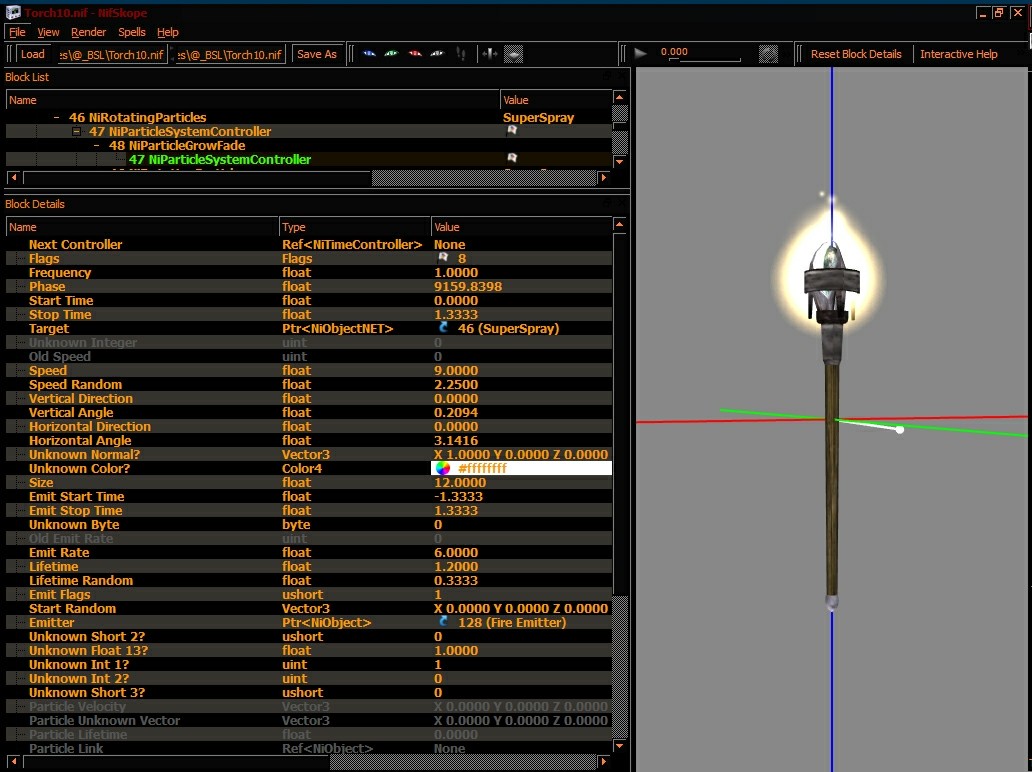 Torch10.nif - NifSkope
File View Render Spells Help
Load :s\@_BSL\Torch10.nif :s\@_BSL\Torch10.nif Save As 0.000 Reset Block Details Interactive Help
Block List
Name Value
- 46 NiRotatingParticles SuperSpray
- 47 NiParticleSystemController
- 48 NiParticleGrowFade
47 NiParticleSystemController
Block Details
Name Type Value
Next Controller Ref<NiTimeController> None
Flags Flags 8
Frequency float 1.0000
Phase float 9159.8398
Start Time float 0.0000
Stop Time float 1.3333
Target Ptr<NiObjectNET> 46 (SuperSpray)
Unknown Integer uint 0
Old Speed uint 0
Speed float 9.0000
Speed Random float 2.2500
Vertical Direction float 0.0000
Vertical Angle float 0.2094
Horizontal Direction float 0.0000
Horizontal Angle float 3.1416
Unknown Normal? Vector3 X 1.0000 Y 0.0000 Z 0.0000
Unknown Color? Color4 #ffffffff
Size float 12.0000
Emit Start Time float -1.3333
Emit Stop Time float 1.3333
Unknown Byte byte 0
Old Emit Rate uint 0
Emit Rate float 6.0000
Lifetime float 1.2000
Lifetime Random float 0.3333
Emit Flags ushort 1
Start Random Vector3 X 0.0000 Y 0.0000 Z 0.0000
Emitter Ptr<NiObject> 128 (Fire Emitter)
Unknown Short 2? ushort 0
Unknown Float 13? float 1.0000
Unknown Int 1? uint 1
Unknown Int 2? uint 0
Unknown Short 3? ushort 0
Particle Velocity Vector3 X 0.0000 Y 0.0000 Z 0.0000
Particle Unknown Vector Vector3 X 0.0000 Y 0.0000 Z 0.0000
Particle Lifetime float 0.0000
Particle Link Ref<NiObject> None